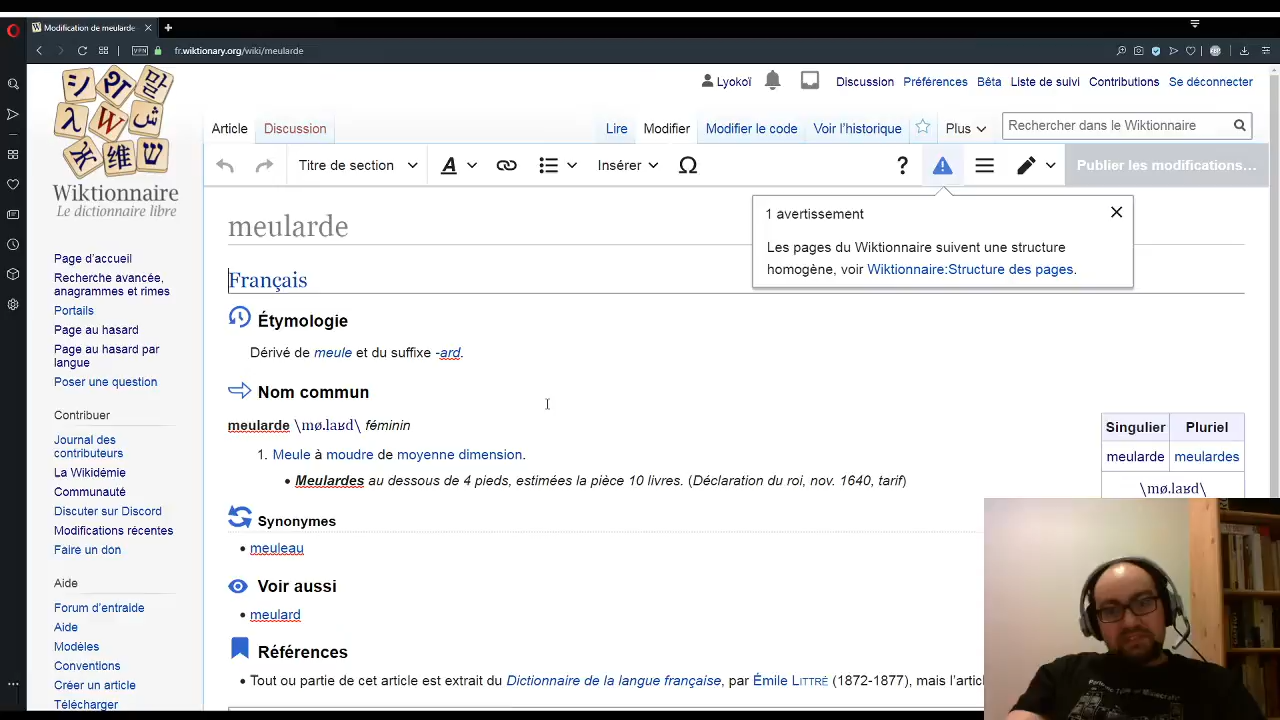 Modification de meularde
VPN
fr.wiktionary.org/wiki/meularde
Lyokoï
Discussion
Préférences
Bêta
Liste de suivi
Contributions
Se déconnecter
Article
Discussion
Lire
Modifier
Modifier le code
Voir l’historique
Plus
Rechercher dans le Wiktionnaire
Titre de section
A
Insérer
Ω
?
Publier les modifications…
Wiktionnaire
Le dictionnaire libre
1 avertissement
Les pages du Wiktionnaire suivent une structure
homogène, voir Wiktionnaire:Structure des pages.
Page d’accueil
Recherche avancée,
anagrammes et rimes
Portails
Page au hasard
Page au hasard par
langue
Poser une question
Contribuer
Journal des
contributeurs
La Wikidémie
Communauté
Discuter sur Discord
Modifications récentes
Faire un don
Aide
Forum d’entraide
Aide
Modèles
Conventions
Créer un article
Télécharger
meularde
Français
Étymologie
Dérivé de meule et du suffixe -ard.
Nom commun
meularde \mø.laʁd\ féminin
1. Meule à moudre de moyenne dimension.
• Meulardes au dessous de 4 pieds, estimées la pièce 10 livres. (Déclaration du roi, nov. 1640, tarif)
Singulier Pluriel
meularde meulardes
\mø.laʁd\
Synonymes
• meuleau
Voir aussi
• meulard
Références
• Tout ou partie de cet article est extrait du Dictionnaire de la langue française, par Émile Littré (1872-1877), mais l’articl